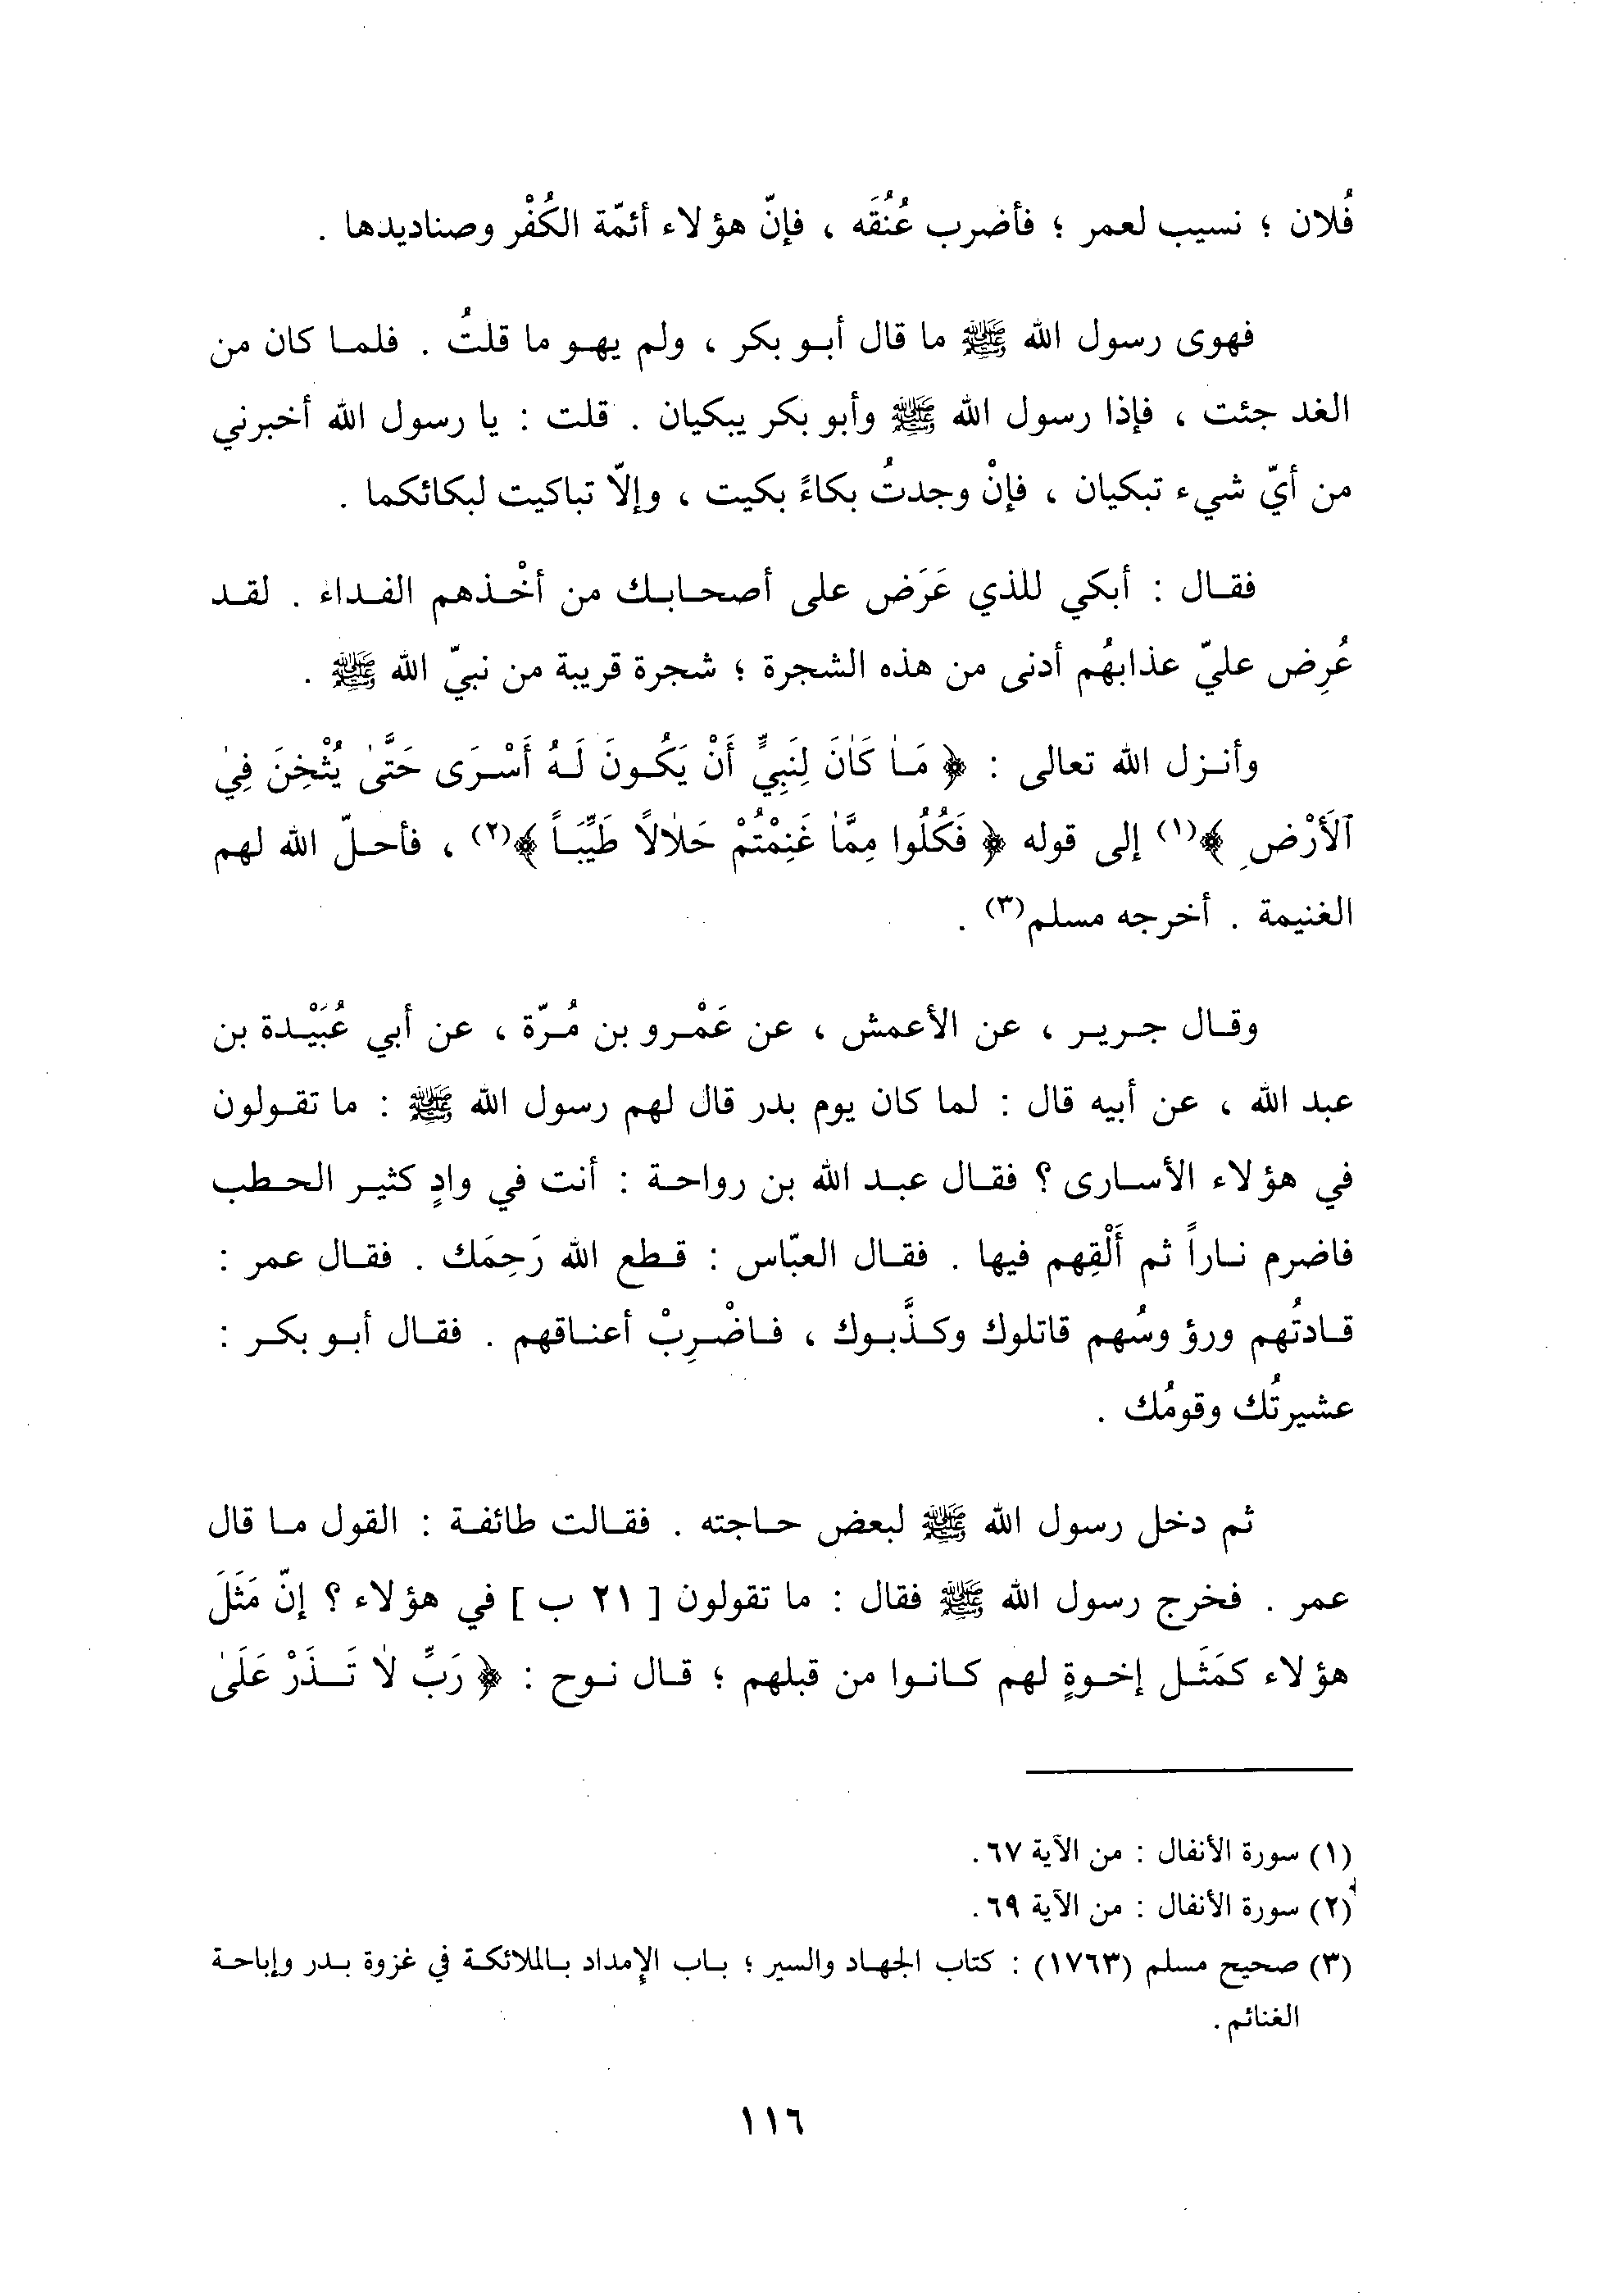 فُلان ؛ نسيب لعمر ؛ فأضرب عُنُقَه ، فإنّ هؤلاء أئمّة الكُفْر وصناديدها .
فهوى رسول الله ﷺ ما قال أبو بكر ، ولم يهو ما قلتُ . فلما كان من
الغد جئت ، فإذا رسول الله ﷺ وأبو بكر يبكيان . قلت : يا رسول الله أخبرني
من أيّ شيء تبكيان ، فإنْ وجدتُ بكاءً بكيت ، وإلاّ تباكيت لبكائكما .
فقال : أبكي للذي عَرَض على أصحابك من أخْذهم الفداء . لقد
عُرِض عليّ عذابهُم أدنى من هذه الشجرة ؛ شجرة قريبة من نبيّ الله ﷺ .
وأنزل الله تعالى : ﴿ مَا كَانَ لِنَبِيٍّ أَنْ يَكُونَ لَهُ أَسْرَى حَتَّىٰ يُثْخِنَ فِيْ
ٱلْأَرْضِ ﴾(١) إلى قوله ﴿ فَكُلُوا مِمَّا غَنِمْتُمْ حَلَالًا طَيِّبَاً ﴾(٢) ، فأحلّ الله لهم
الغنيمة . أخرجه مسلم(٣) .
وقال جرير ، عن الأعمش ، عن عَمْرو بن مُرّة ، عن أبي عُبَيْدة بن
عبد الله ، عن أبيه قال : لما كان يوم بدر قال لهم رسول الله ﷺ : ما تقولون
في هؤلاء الأسارى ؟ فقال عبد الله بن رواحة : أنت في وادٍ كثير الحطب
فاضرم ناراً ثم أَلْقِهم فيها . فقال العبّاس : قطع الله رَحِمَك . فقال عمر :
قادتُهم ورؤوسُهم قاتلوك وكذَّبوك ، فاضْرِبْ أعناقهم . فقال أبو بكر :
عشيرتُك وقومُك .
ثم دخل رسول الله ﷺ لبعض حاجته . فقالت طائفة : القول ما قال
عمر . فخرج رسول الله ﷺ فقال : ما تقولون [ ٢١ ب ] في هؤلاء ؟ إنّ مَثَلَ
هؤلاء كمَثَل إخوةٍ لهم كانوا من قبلهم ؛ قال نوح : ﴿ رَبِّ لَا تَذَرْ عَلَىٰ
(١) سورة الأنفال : من الآية ٦٧.
(٢) سورة الأنفال : من الآية ٦٩.
(٣) صحيح مسلم (١٧٦٣) : كتاب الجهاد والسير ؛ باب الإمداد بالملائكة في غزوة بدر وإباحة
الغنائم .
١١٦